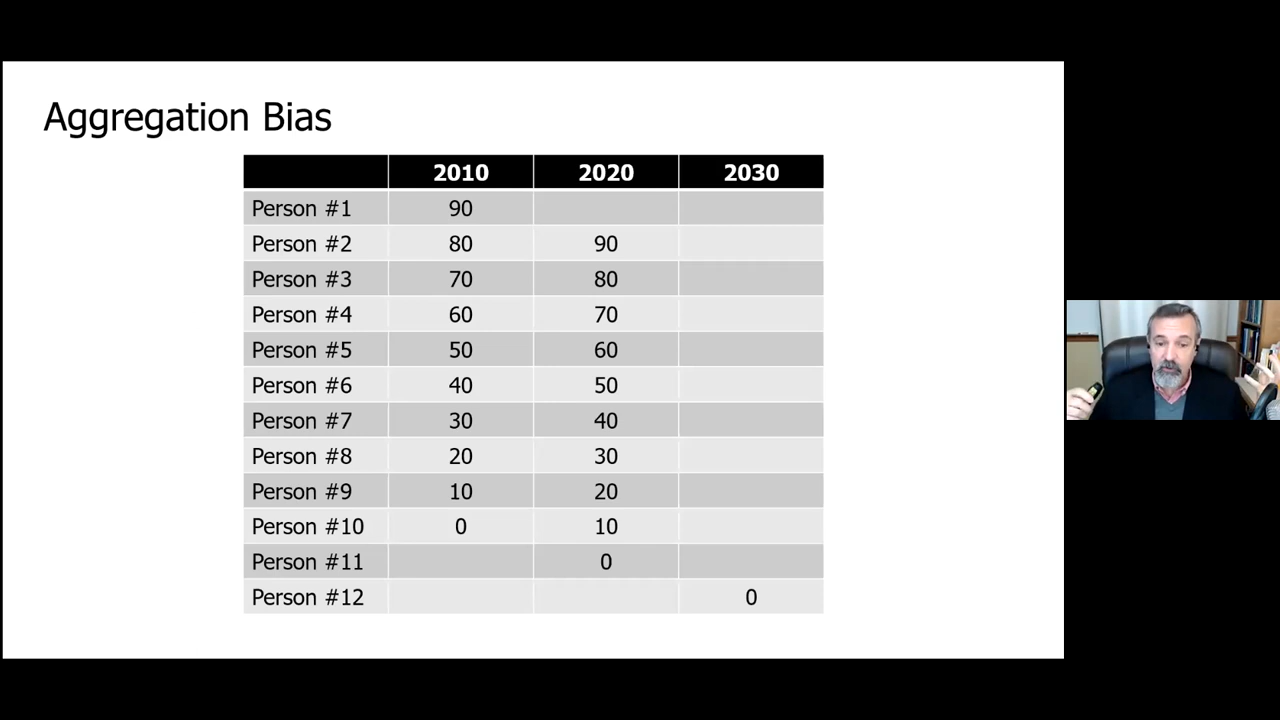 Aggregation Bias
2010 2020 2030
Person #1 90
Person #2 80 90
Person #3 70 80
Person #4 60 70
Person #5 50 60
Person #6 40 50
Person #7 30 40
Person #8 20 30
Person #9 10 20
Person #10 0 10
Person #11 0
Person #12 0